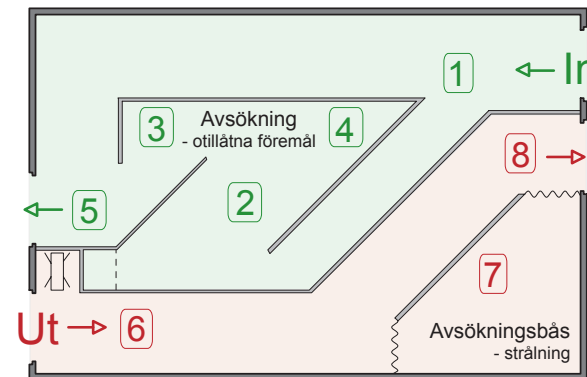 1
In
3
Avsökning
- otillåtna föremål
4
8
2
5
7
Ut
6
Avsökningsbås
- strålning